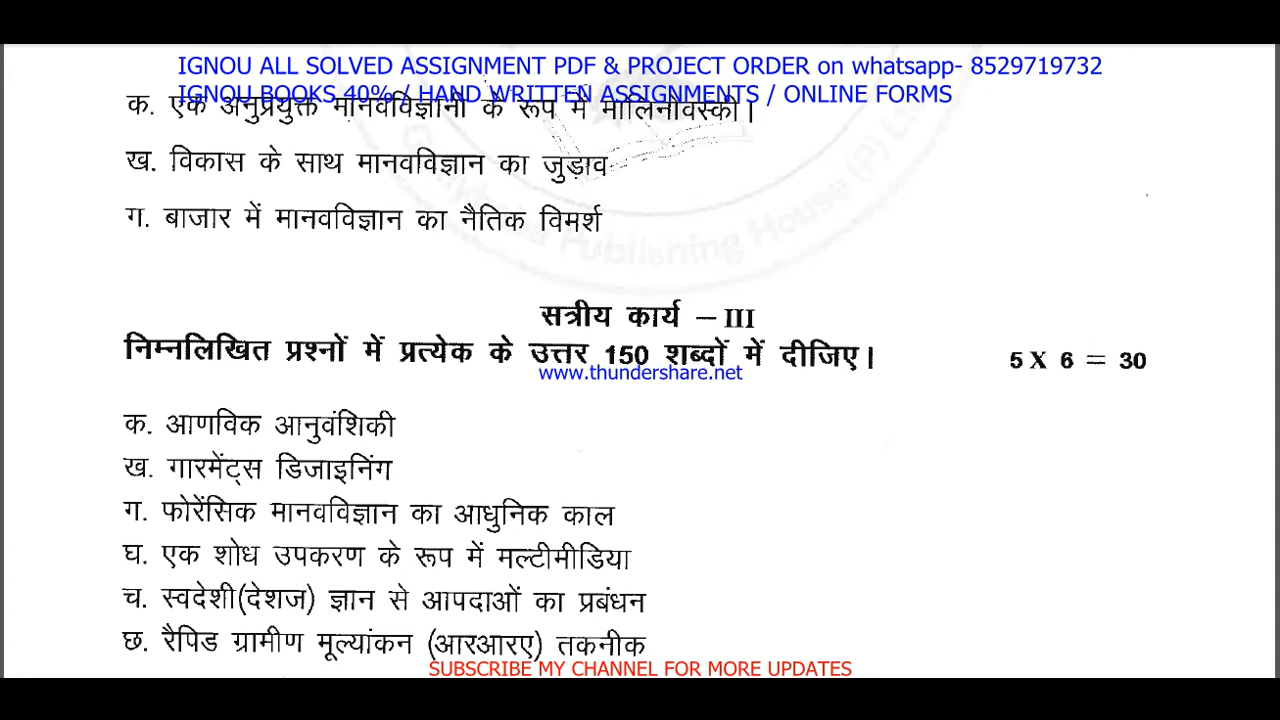 IGNOU ALL SOLVED ASSIGNMENT PDF & PROJECT ORDER on whatsapp- 8529719732
IGNOU BOOKS 40% / HAND WRITTEN ASSIGNMENTS / ONLINE FORMS
क. एक अनुप्रयुक्त मानवविज्ञानी के रूप में मालिनोवस्की।
ख. विकास के साथ मानवविज्ञान का जुड़ाव
ग. बाजार में मानवविज्ञान का नैतिक विमर्श
Publishing House (P)
सत्रीय कार्य – III
निम्नलिखित प्रश्नों में प्रत्येक के उत्तर 150 शब्दों में दीजिए। 5 X 6 = 30
www.thundershare.net
क. आणविक आनुवंशिकी
ख. गारमेंट्स डिजाइनिंग
ग. फोरेंसिक मानवविज्ञान का आधुनिक काल
घ. एक शोध उपकरण के रूप में मल्टीमीडिया
च. स्वदेशी(देशज) ज्ञान से आपदाओं का प्रबंधन
छ. रैपिड ग्रामीण मूल्यांकन (आरआरए) तकनीक
SUBSCRIBE MY CHANNEL FOR MORE UPDATES